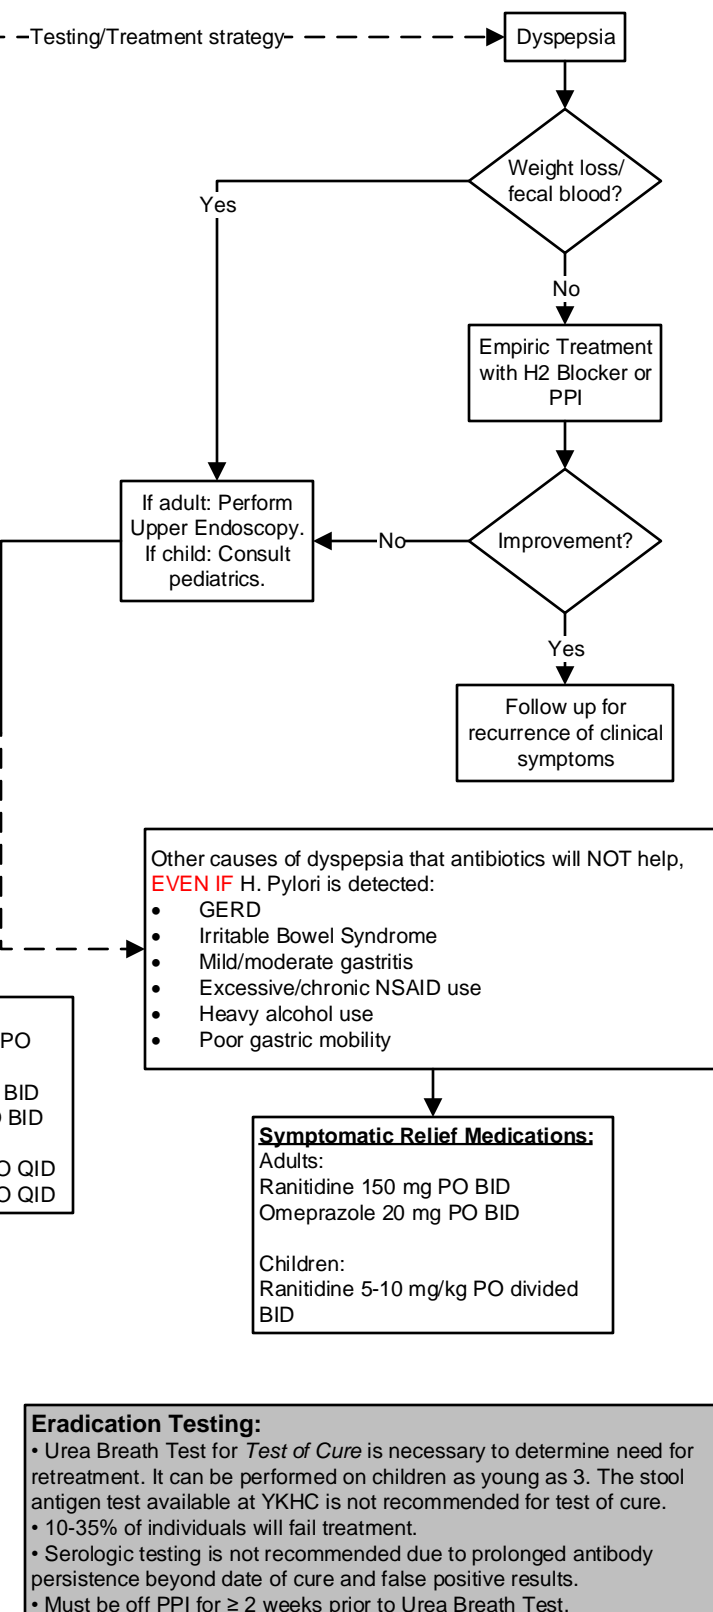 Testing/Treatment strategy
Dyspepsia
Weight loss/
fecal blood?
Yes
No
Empiric Treatment
with H2 Blocker or
PPI
If adult: Perform
Upper Endoscopy.
If child: Consult
pediatrics.
No
Improvement?
Yes
Follow up for
recurrence of clinical
symptoms
Other causes of dyspepsia that antibiotics will NOT help,
EVEN IF H. Pylori is detected:
• GERD
• Irritable Bowel Syndrome
• Mild/moderate gastritis
• Excessive/chronic NSAID use
• Heavy alcohol use
• Poor gastric mobility
PO
BID
BID
QID
QID
Symptomatic Relief Medications:
Adults:
Ranitidine 150 mg PO BID
Omeprazole 20 mg PO BID
Children:
Ranitidine 5-10 mg/kg PO divided
BID
Eradication Testing:
• Urea Breath Test for Test of Cure is necessary to determine need for
retreatment. It can be performed on children as young as 3. The stool
antigen test available at YKHC is not recommended for test of cure.
• 10-35% of individuals will fail treatment.
• Serologic testing is not recommended due to prolonged antibody
persistence beyond date of cure and false positive results.
• Must be off PPI for ≥ 2 weeks prior to Urea Breath Test.